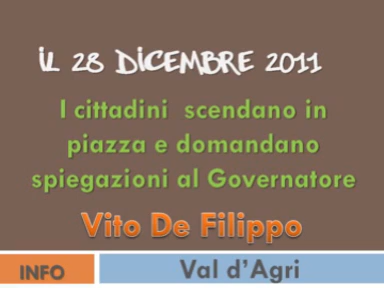 il 28 DICEMBRE 2011
I cittadini scendano in
piazza e domandano
spiegazioni al Governatore
Vito De Filippo
INFO
Val d'Agri